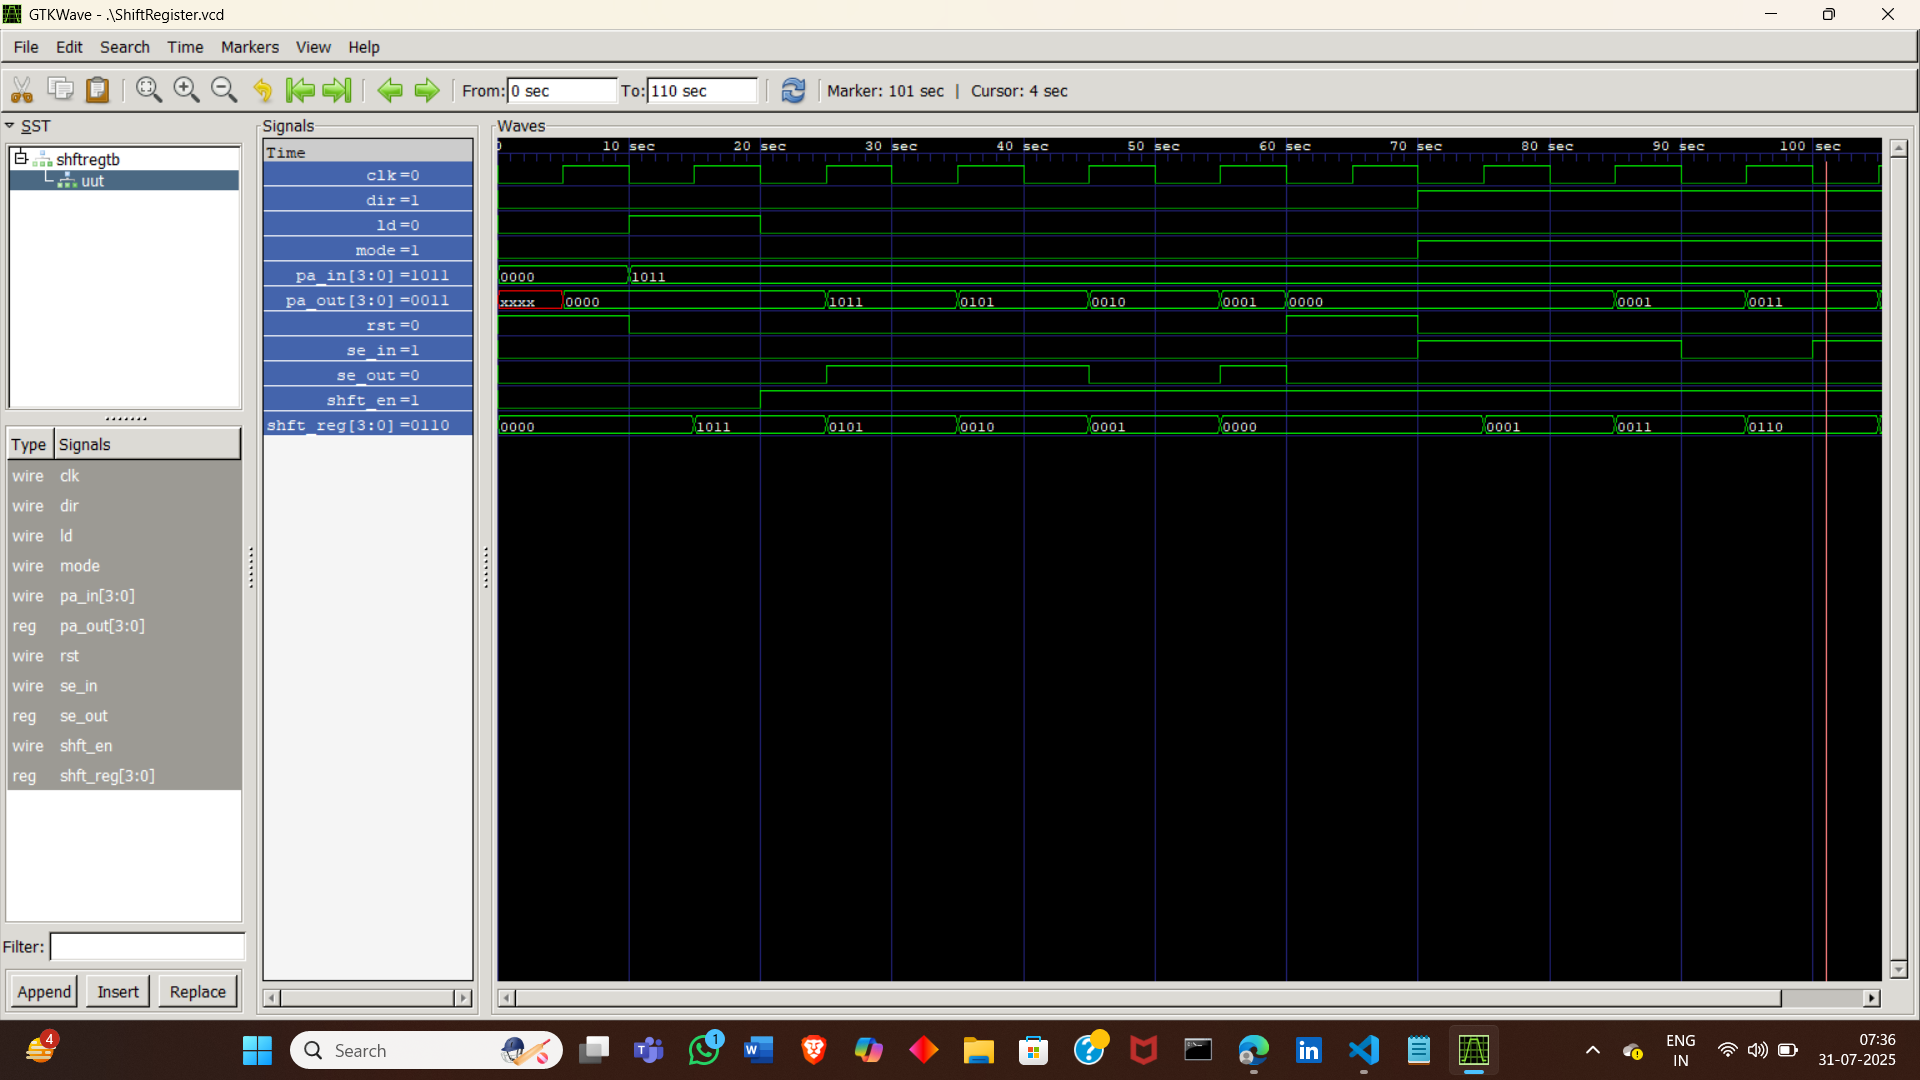 GTKWave - .\ShiftRegister.vcd
File Edit Search Time Markers View Help
From: 0 sec To: 110 sec Marker: 101 sec | Cursor: 4 sec
SST
shftregtb
uut
Type Signals
wire clk
wire dir
wire ld
wire mode
wire pa_in[3:0]
reg pa_out[3:0]
wire rst
wire se_in
reg se_out
wire shft_en
reg shft_reg[3:0]
Filter:
Append Insert Replace
Signals
Time
clk=0
dir=1
ld=0
mode=1
pa_in[3:0]=1011
pa_out[3:0]=0011
rst=0
se_in=1
se_out=0
shft_en=1
shft_reg[3:0]=0110
Waves
0 10 sec 20 sec 30 sec 40 sec 50 sec 60 sec 70 sec 80 sec 90 sec 100 sec
0000 1011
xxxx 0000 1011 0101 0010 0001 0000 0001 0011
0000 1011 0101 0010 0001 0000 0001 0011 0110
4
Search
1
ENG
IN
07:36
31-07-2025